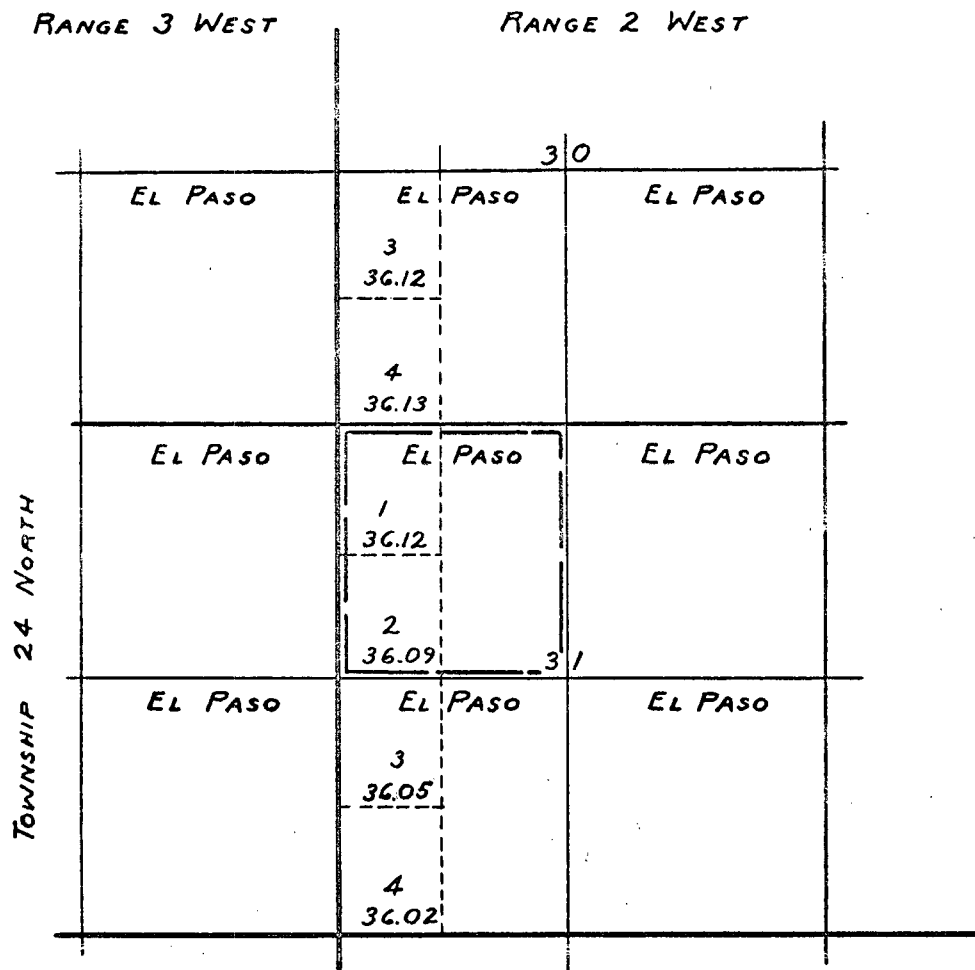 RANGE 3 WEST RANGE 2 WEST
30
EL PASO EL PASO EL PASO
3
36.12
4
36.13
EL PASO EL PASO EL PASO
1
36.12
2
36.09
31
TOWNSHIP 24 NORTH
EL PASO EL PASO EL PASO
3
36.05
4
36.02